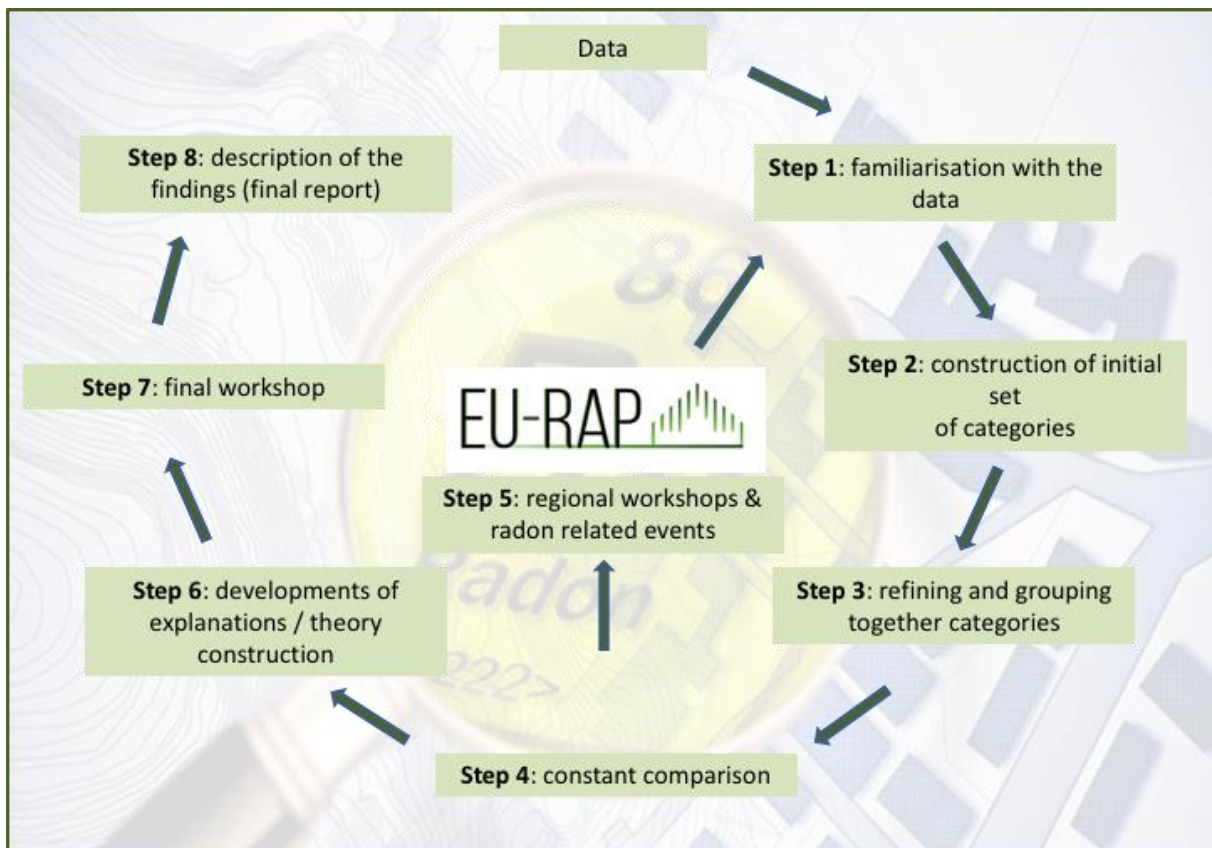 Data
Step 1: familiarisation with the
data
Step 2: construction of initial
set
of categories
Step 3: refining and grouping
together categories
Step 4: constant comparison
EU-RAP
Step 5: regional workshops &
radon related events
Step 6: developments of
explanations / theory
construction
Step 7: final workshop
Step 8: description of the
findings (final report)
86
Radon